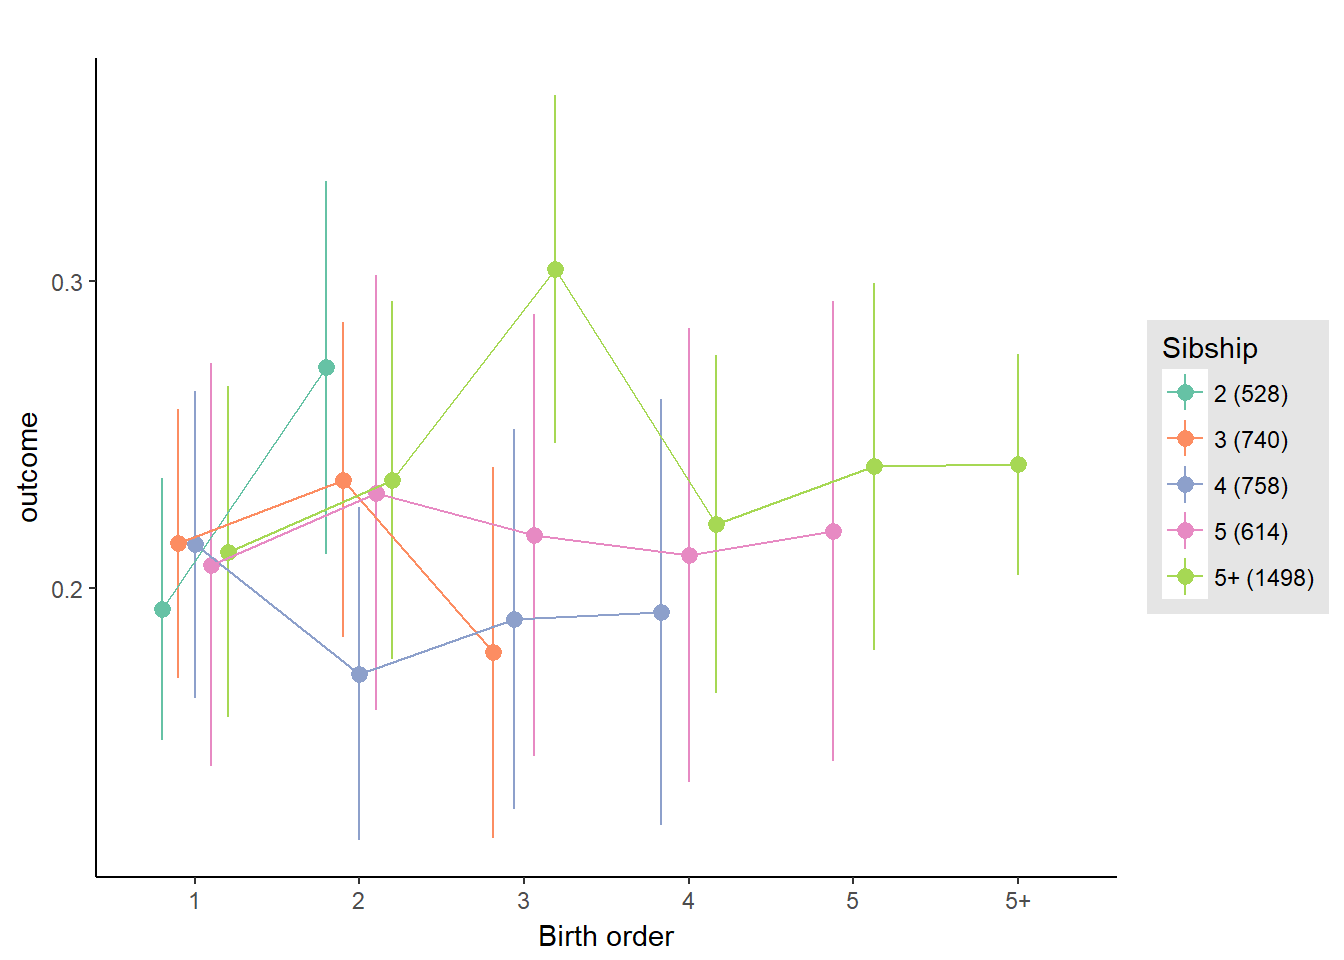 outcome
0.3
0.2
1 2 3 4 5 5+
Birth order
Sibship
2 (528)
3 (740)
4 (758)
5 (614)
5+ (1498)